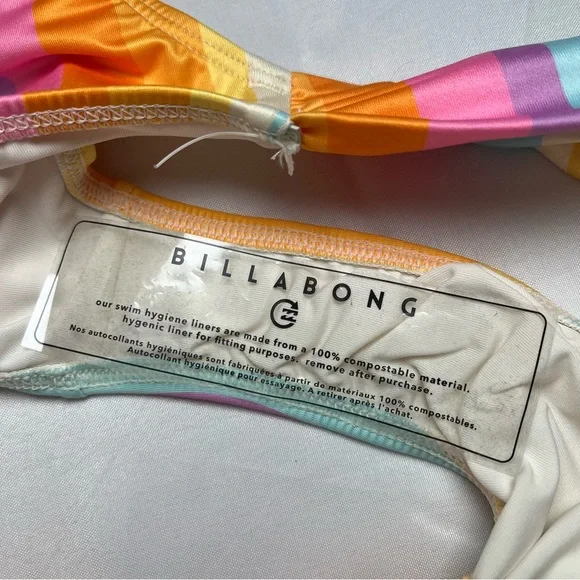 BILLABONG
our swim hygiene liners are made from a 100% compostable material.
hygenic liner for fitting purposes. remove after purchase.
Nos autocollants hygiéniques sont fabriquées à partir de matériaux 100% compostables.
Autocollant hygiénique pour essayage. A retirer après l'achat.